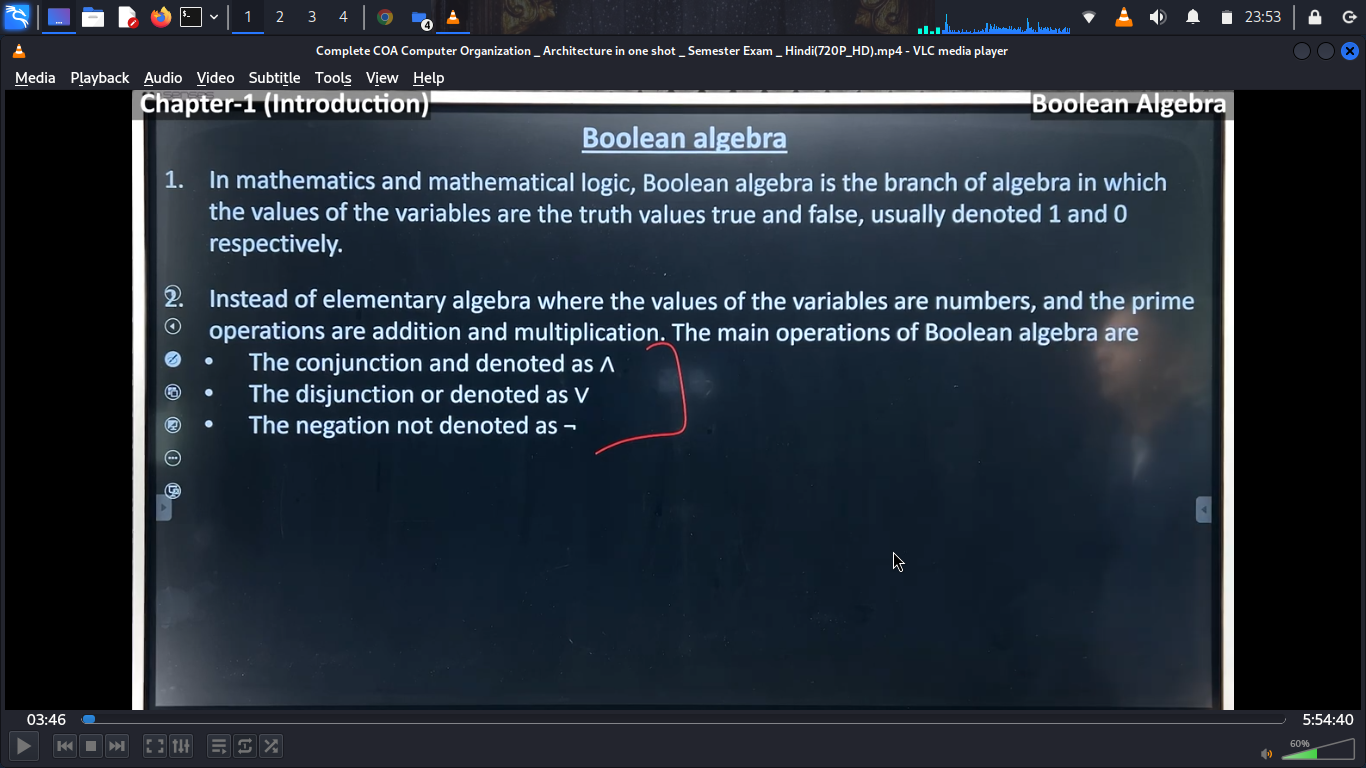 1 2 3 4
4
23:53
Complete COA Computer Organization _ Architecture in one shot _ Semester Exam _ Hindi(720P_HD).mp4 - VLC media player
Media Playback Audio Video Subtitle Tools View Help
Chapter-1 (Introduction) Boolean Algebra
Boolean algebra
1. In mathematics and mathematical logic, Boolean algebra is the branch of algebra in which
the values of the variables are the truth values true and false, usually denoted 1 and 0
respectively.
2. Instead of elementary algebra where the values of the variables are numbers, and the prime
operations are addition and multiplication. The main operations of Boolean algebra are
• The conjunction and denoted as ∧
• The disjunction or denoted as ∨
• The negation not denoted as ¬
03:46 5:54:40
60%